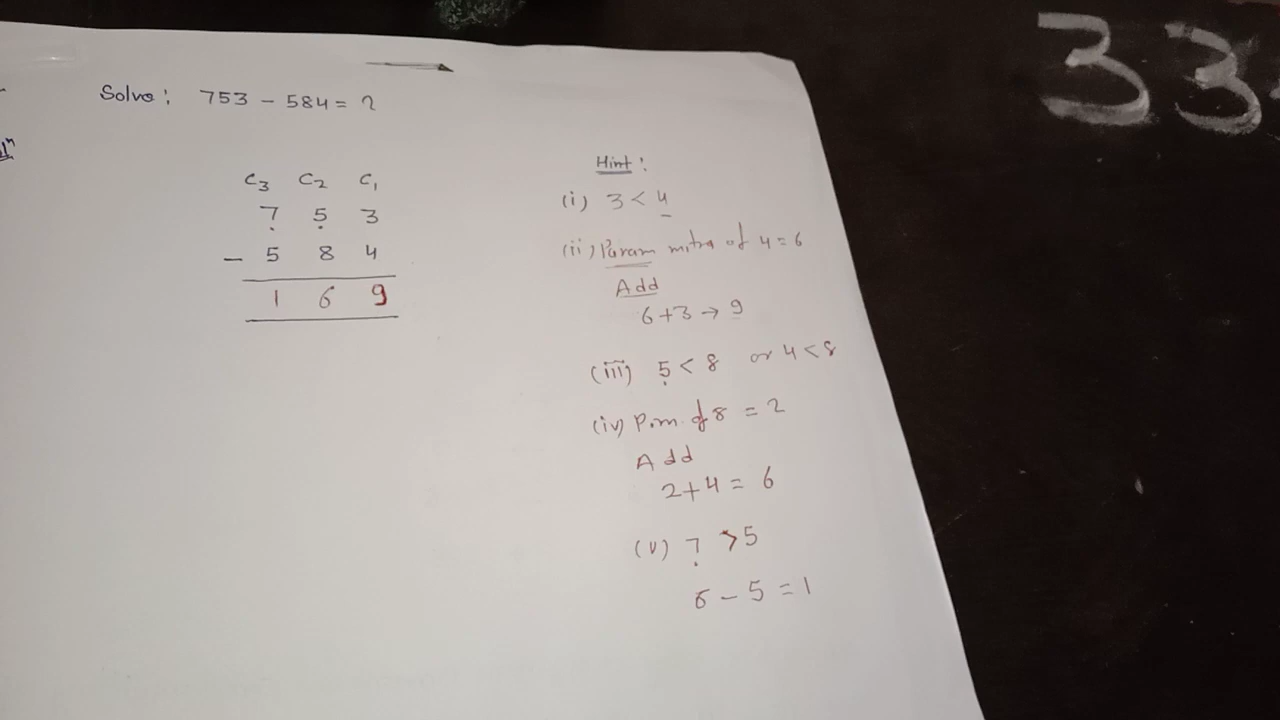 Solve : 753 - 584 = ?
C3 C2 C1
7 5 3
- 5 8 4
1 6 9
Hint :
(i) 3 < 4
(ii) Param mitra of 4 = 6
Add
6+3 → 9
(iii) 5 < 8 or 4 < 8
(iv) P.m. of 8 = 2
Add
2+4 = 6
(v) 7 > 5
6 - 5 = 1
33